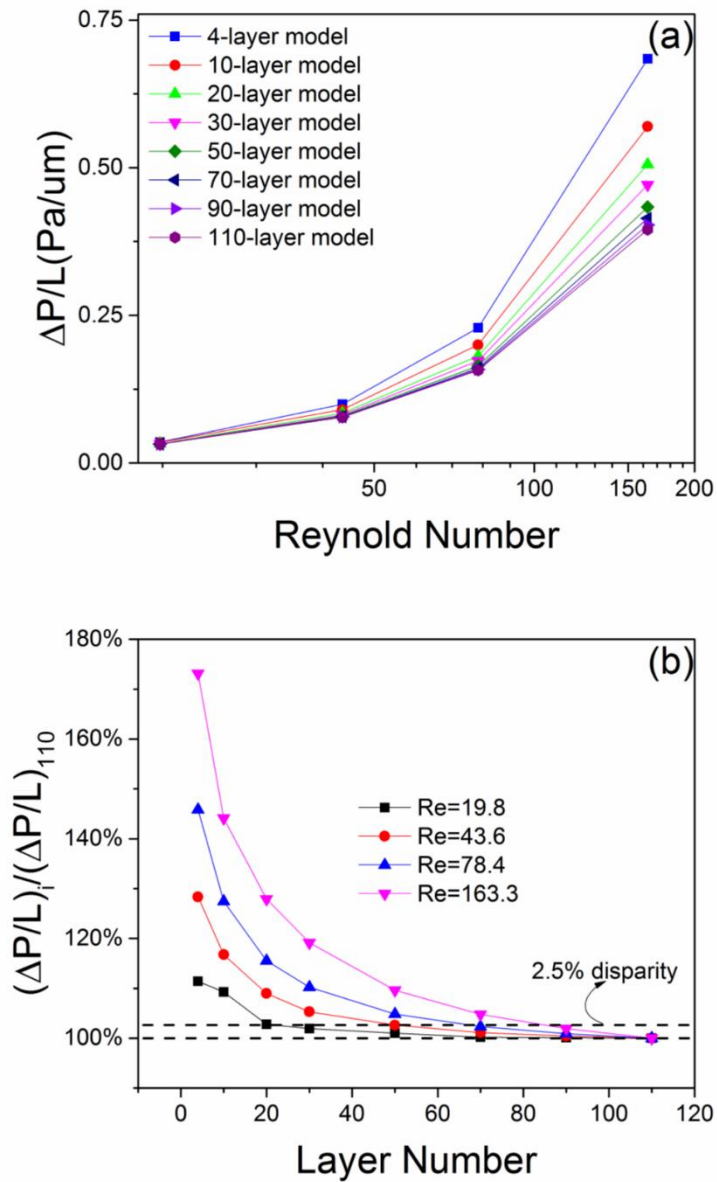 (a)
0.75
0.50
0.25
0.00
ΔP/L(Pa/um)
4-layer model
10-layer model
20-layer model
30-layer model
50-layer model
70-layer model
90-layer model
110-layer model
50
100
150
200
Reynold Number
(b)
180%
160%
140%
120%
100%
(ΔP/L)i/(ΔP/L)110
Re=19.8
Re=43.6
Re=78.4
Re=163.3
2.5% disparity
0
20
40
60
80
100
120
Layer Number